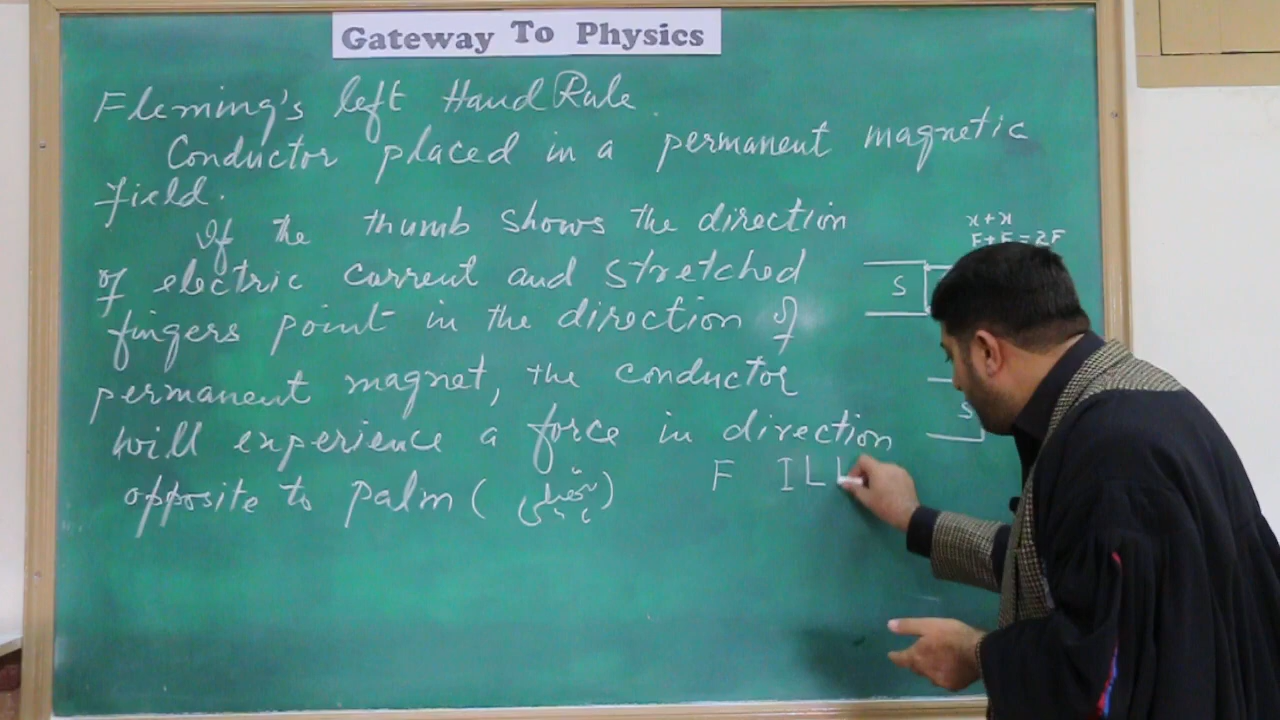 Gateway To Physics
Fleming's left Hand Rule.
Conductor placed in a permanent magnetic
field.
If the thumb shows the direction
of electric current and stretched
fingers point in the direction of
permanent magnet, the conductor
will experience a force in direction
opposite to palm (
x + x
F+F=2F
S
S
F ILL